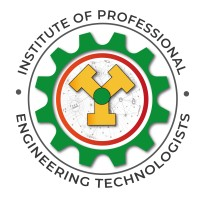 INSTITUTE OF PROFESSIONAL
ENGINEERING TECHNOLOGISTS